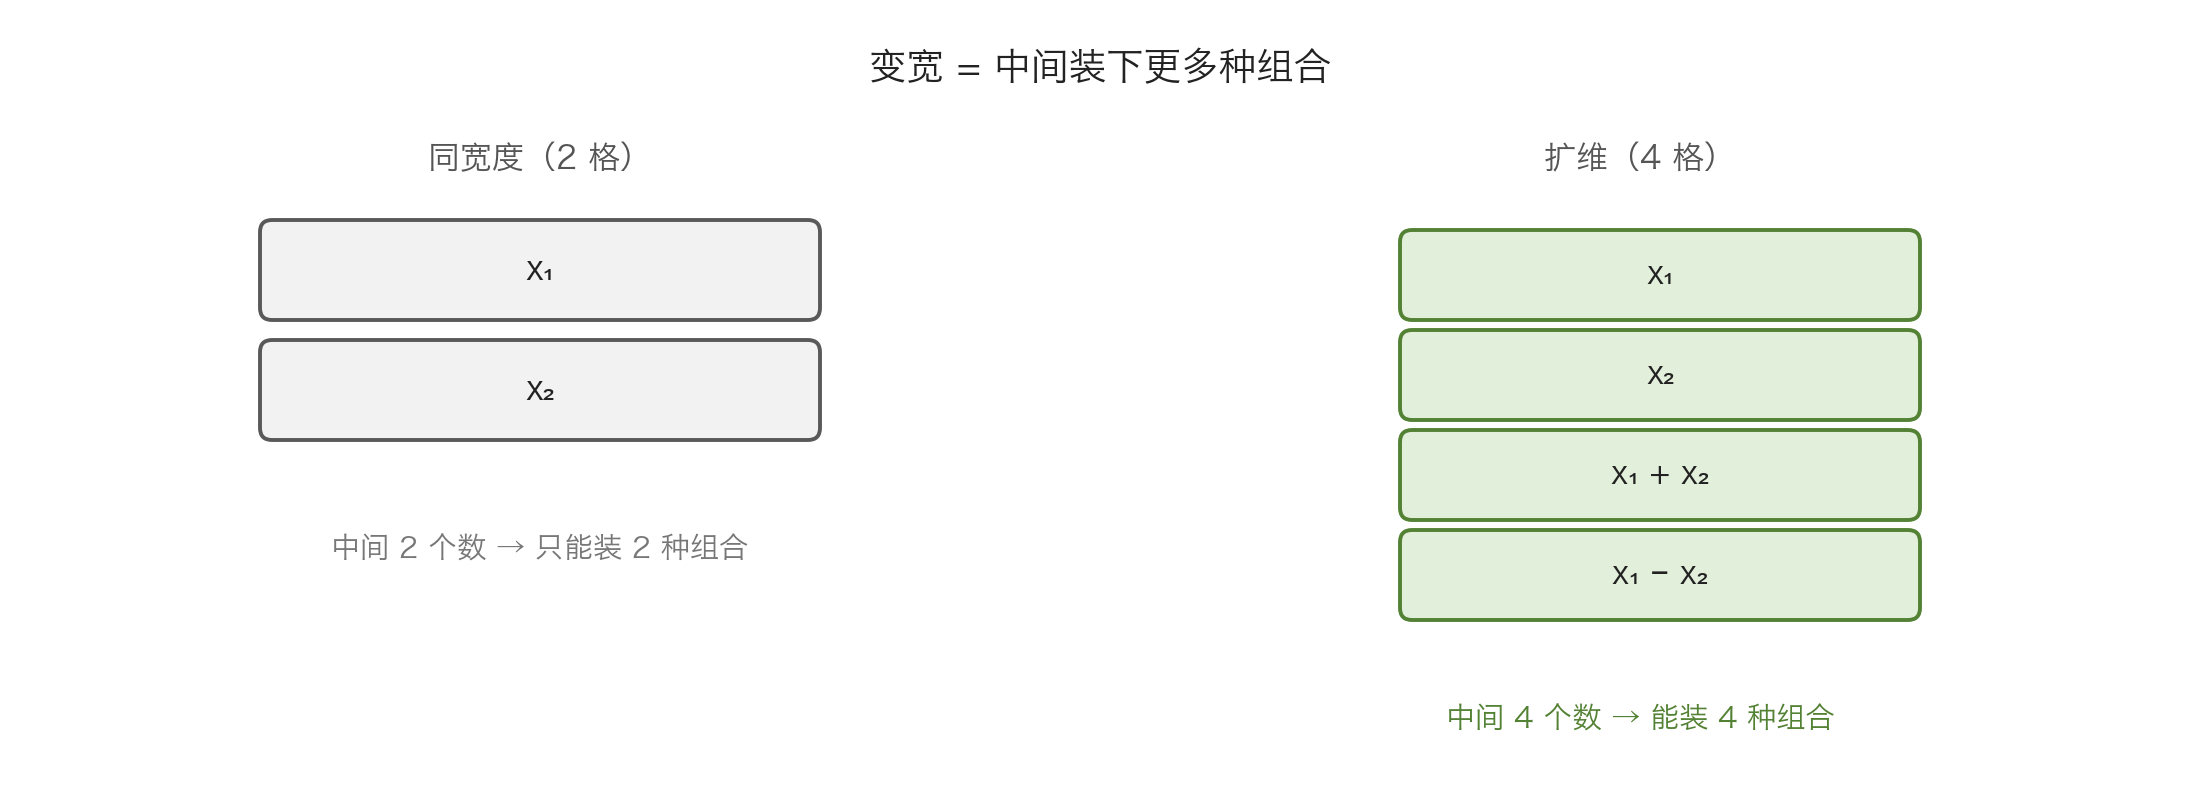 变宽 = 中间装下更多种组合
同宽度（2 格）
x₁
x₂
中间 2 个数 → 只能装 2 种组合
扩维（4 格）
x₁
x₂
x₁ + x₂
x₁ − x₂
中间 4 个数 → 能装 4 种组合